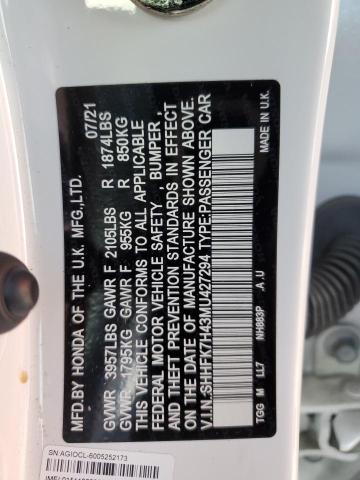 MFD.BY HONDA OF THE U.K. MFG.,LTD. 07/21
GVWR 3957LBS GAWR F 2105LBS R 1874LBS
GVWR 1795KG GAWR F 955KG R 850KG
THIS VEHICLE CONFORMS TO ALL APPLICABLE
FEDERAL MOTOR VEHICLE SAFETY , BUMPER ,
AND THEFT PREVENTION STANDARDS IN EFFECT
ON THE DATE OF MANUFACTURE SHOWN ABOVE.
V.I.N.:SHHFK7H43MU427294 TYPE:PASSENGER CAR
TGG M LL7 NH883P .A .U MADE IN U.K.
SN:AGIOCL-6005252173